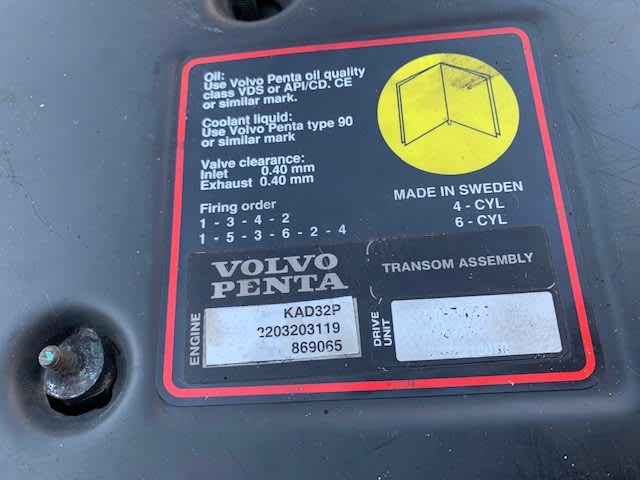 Oil:
Use Volvo Penta oil quality
class VDS or API/CD. CE
or similar mark.
Coolant liquid:
Use Volvo Penta type 90
or similar mark
Valve clearance:
Inlet 0.40 mm
Exhaust 0.40 mm
Firing order
1 - 3 - 4 - 2
1 - 5 - 3 - 6 - 2 - 4
MADE IN SWEDEN
4 - CYL
6 - CYL
VOLVO
PENTA
ENGINE
KAD32P
2203203119
869065
TRANSOM ASSEMBLY
DRIVE
UNIT